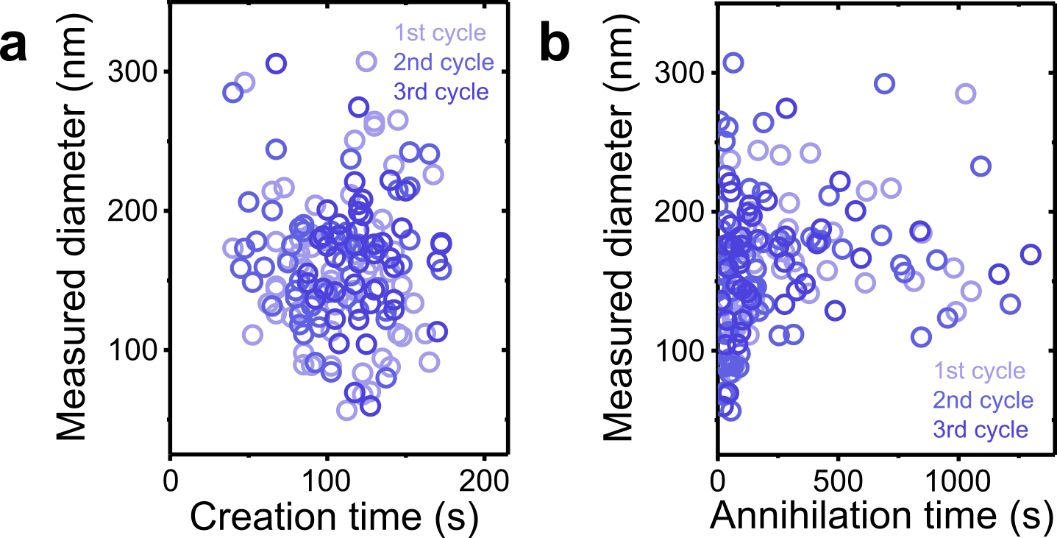 a
Measured diameter (nm)
300
200
100
1st cycle
2nd cycle
3rd cycle
0
100
200
Creation time (s)
b
Measured diameter (nm)
300
200
100
1st cycle
2nd cycle
3rd cycle
0
500
1000
Annihilation time (s)